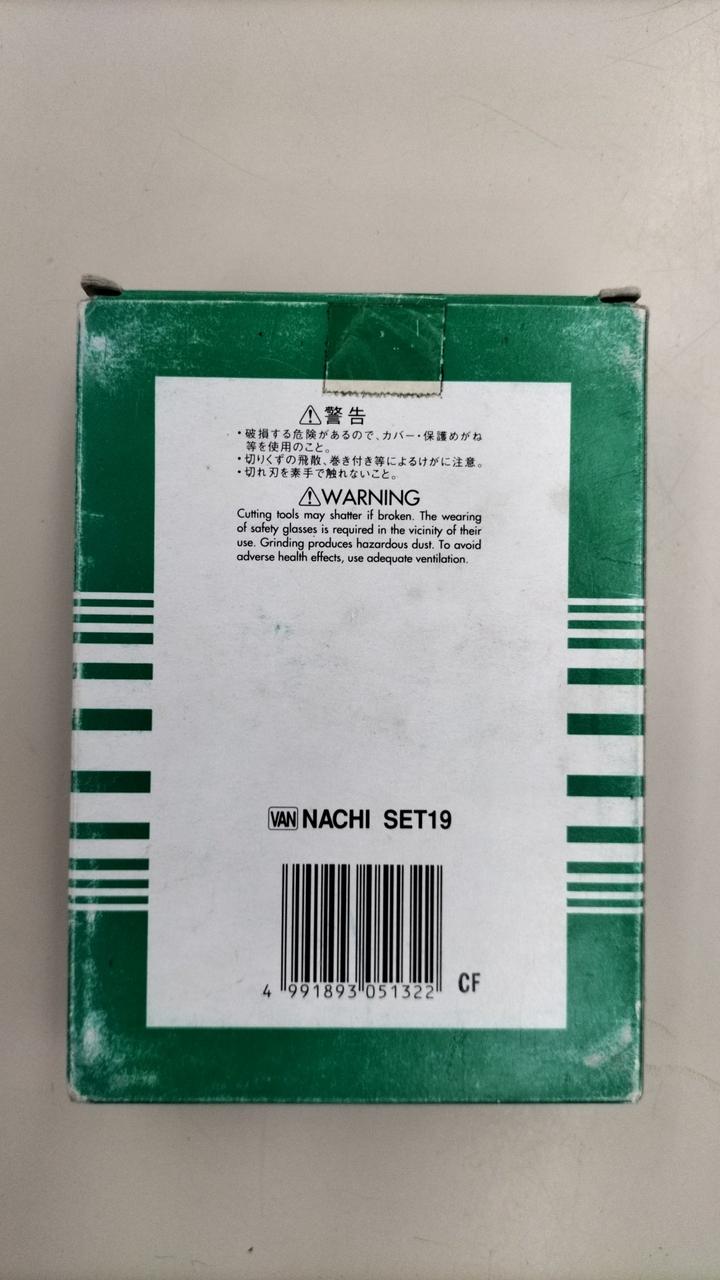 ⚠警告
・破損する危険があるので、カバー・保護めがね
等を使用のこと。
・切りくずの飛散、巻き付き等によるけがに注意。
・切れ刃を素手で触れないこと。
⚠WARNING
Cutting tools may shatter if broken. The wearing
of safety glasses is required in the vicinity of their
use. Grinding produces hazardous dust. To avoid
adverse health effects, use adequate ventilation.
VAN NACHI SET19
4 991893 051322 CF